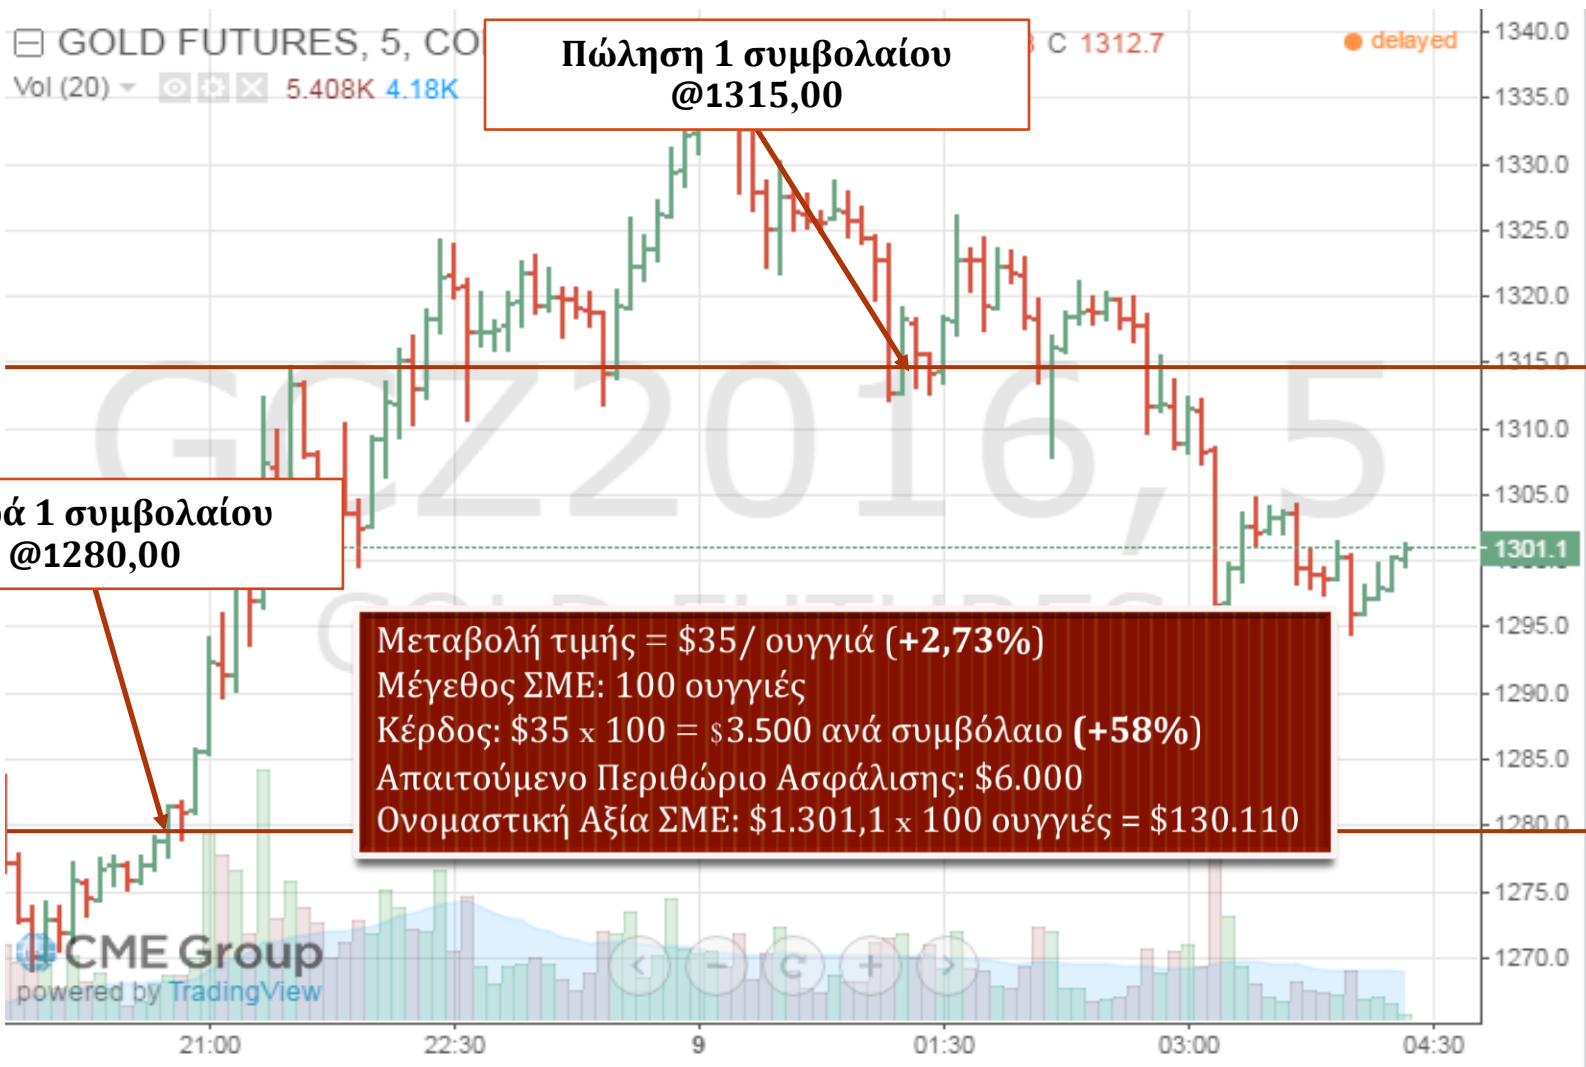 GOLD FUTURES, 5, CO
C 1312.7
delayed
Vol (20)
5.408K 4.18K
Πώληση 1 συμβολαίου
@1315,00
1340.0
1335.0
1330.0
1325.0
1320.0
1315.0
1310.0
1305.0
1301.1
1295.0
1290.0
1285.0
1280.0
1275.0
1270.0
GCZ2016, 5
ά 1 συμβολαίου
@1280,00
Μεταβολή τιμής = $35/ ουγγιά (+2,73%)
Μέγεθος ΣΜΕ: 100 ουγγιές
Κέρδος: $35 x 100 = $3.500 ανά συμβόλαιο (+58%)
Απαιτούμενο Περιθώριο Ασφάλισης: $6.000
Ονομαστική Αξία ΣΜΕ: $1.301,1 x 100 ουγγιές = $130.110
CME Group
powered by TradingView
21:00 22:30 9 01:30 03:00 04:30